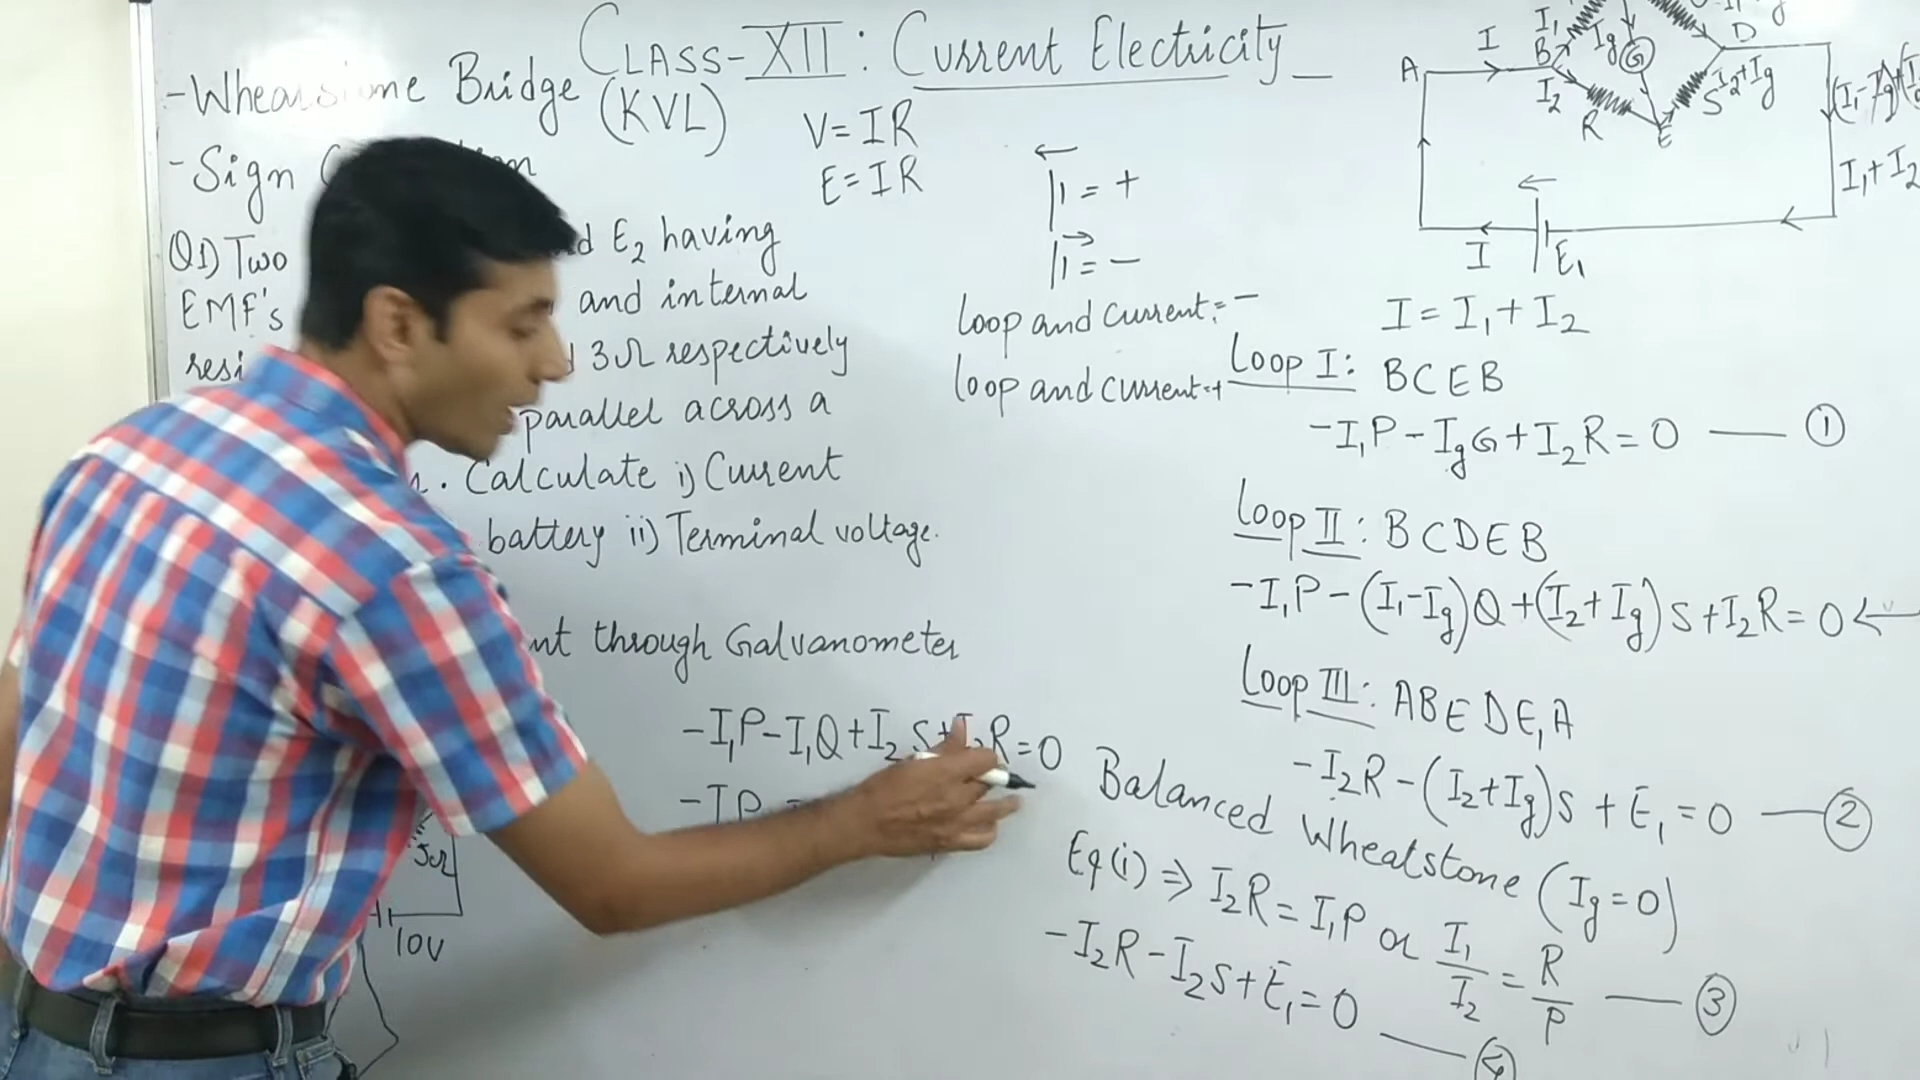 CLASS-XII: Current Electricity
Bridge (KVL)
- Sign
Q1) Two
E2 having
EMF's
and internal
3Ω respectively
parallel across a
Calculate i) Current
battery ii) Terminal voltage.
through Galvanometer
-I1P-I1Q+I2S+I2R=0
-I P
5Ω
10V
V=IR
E=IR
= +
= -
Loop and Current = -
loop and current = +
A
I
B
I1
Ig
G
D
I2
R
E
S
I2+Ig
I1+I2
I
E1
I = I1+I2
Loop I: BCEB
-I1P-IgG+I2R=0 — 1
Loop II: BCDEB
-I1P-(I1-Ig)Q+(I2+Ig)S+I2R=0
Loop III: ABEDE1A
-I2R-(I2+Ig)S+E1=0 — 2
Balanced Wheatstone (Ig=0)
Eq(i) ⇒ I2R=I1P or I1/I2 = R/P — 3
-I2R-I2S+E1=0 — 4